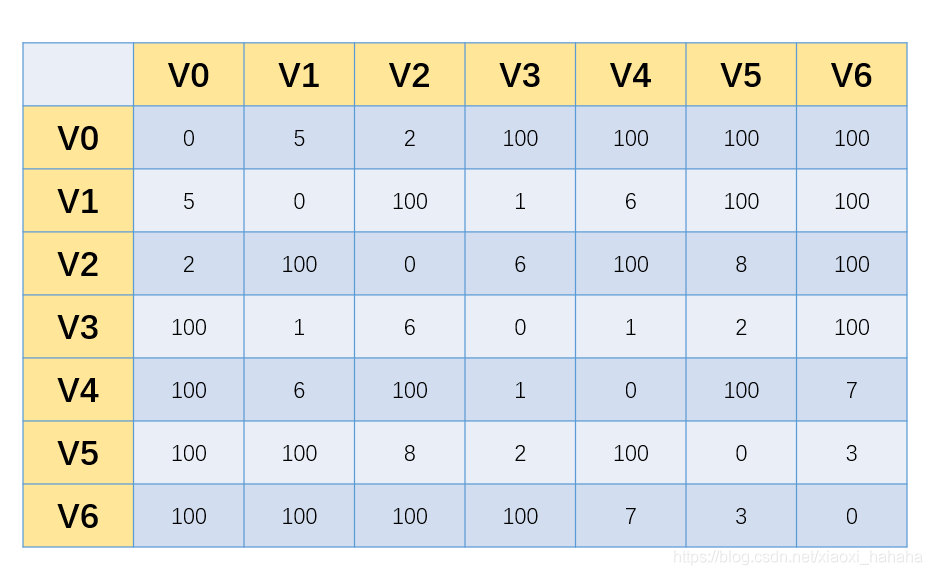 V0 V1 V2 V3 V4 V5 V6
V0 0 5 2 100 100 100 100
V1 5 0 100 1 6 100 100
V2 2 100 0 6 100 8 100
V3 100 1 6 0 1 2 100
V4 100 6 100 1 0 100 7
V5 100 100 8 2 100 0 3
V6 100 100 100 100 7 3 0
https://blog.csdn.net/xiaoxi_hahaha